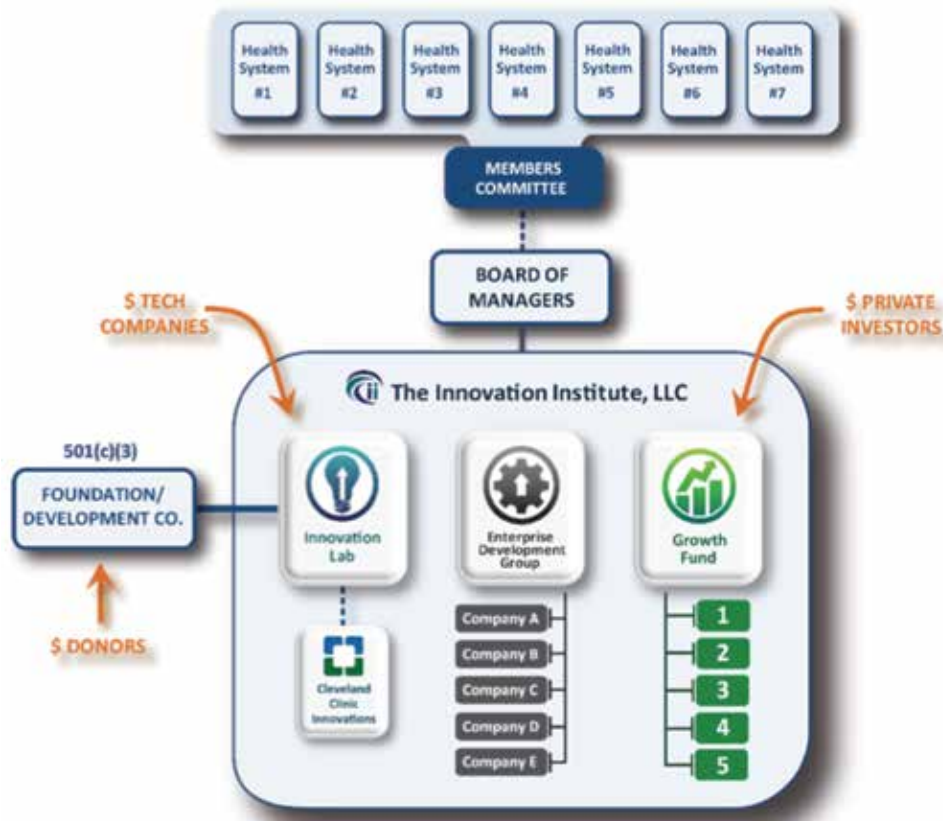 Health
System
#1
Health
System
#2
Health
System
#3
Health
System
#4
Health
System
#5
Health
System
#6
Health
System
#7
MEMBERS
COMMITTEE
BOARD OF
MANAGERS
$ TECH
COMPANIES
$ PRIVATE
INVESTORS
ii The Innovation Institute, LLC
501(c)(3)
FOUNDATION/
DEVELOPMENT CO.
$ DONORS
Innovation
Lab
Enterprise
Development
Group
Growth
Fund
Cleveland
Clinic
Innovations
Company A
Company B
Company C
Company D
Company E
1
2
3
4
5